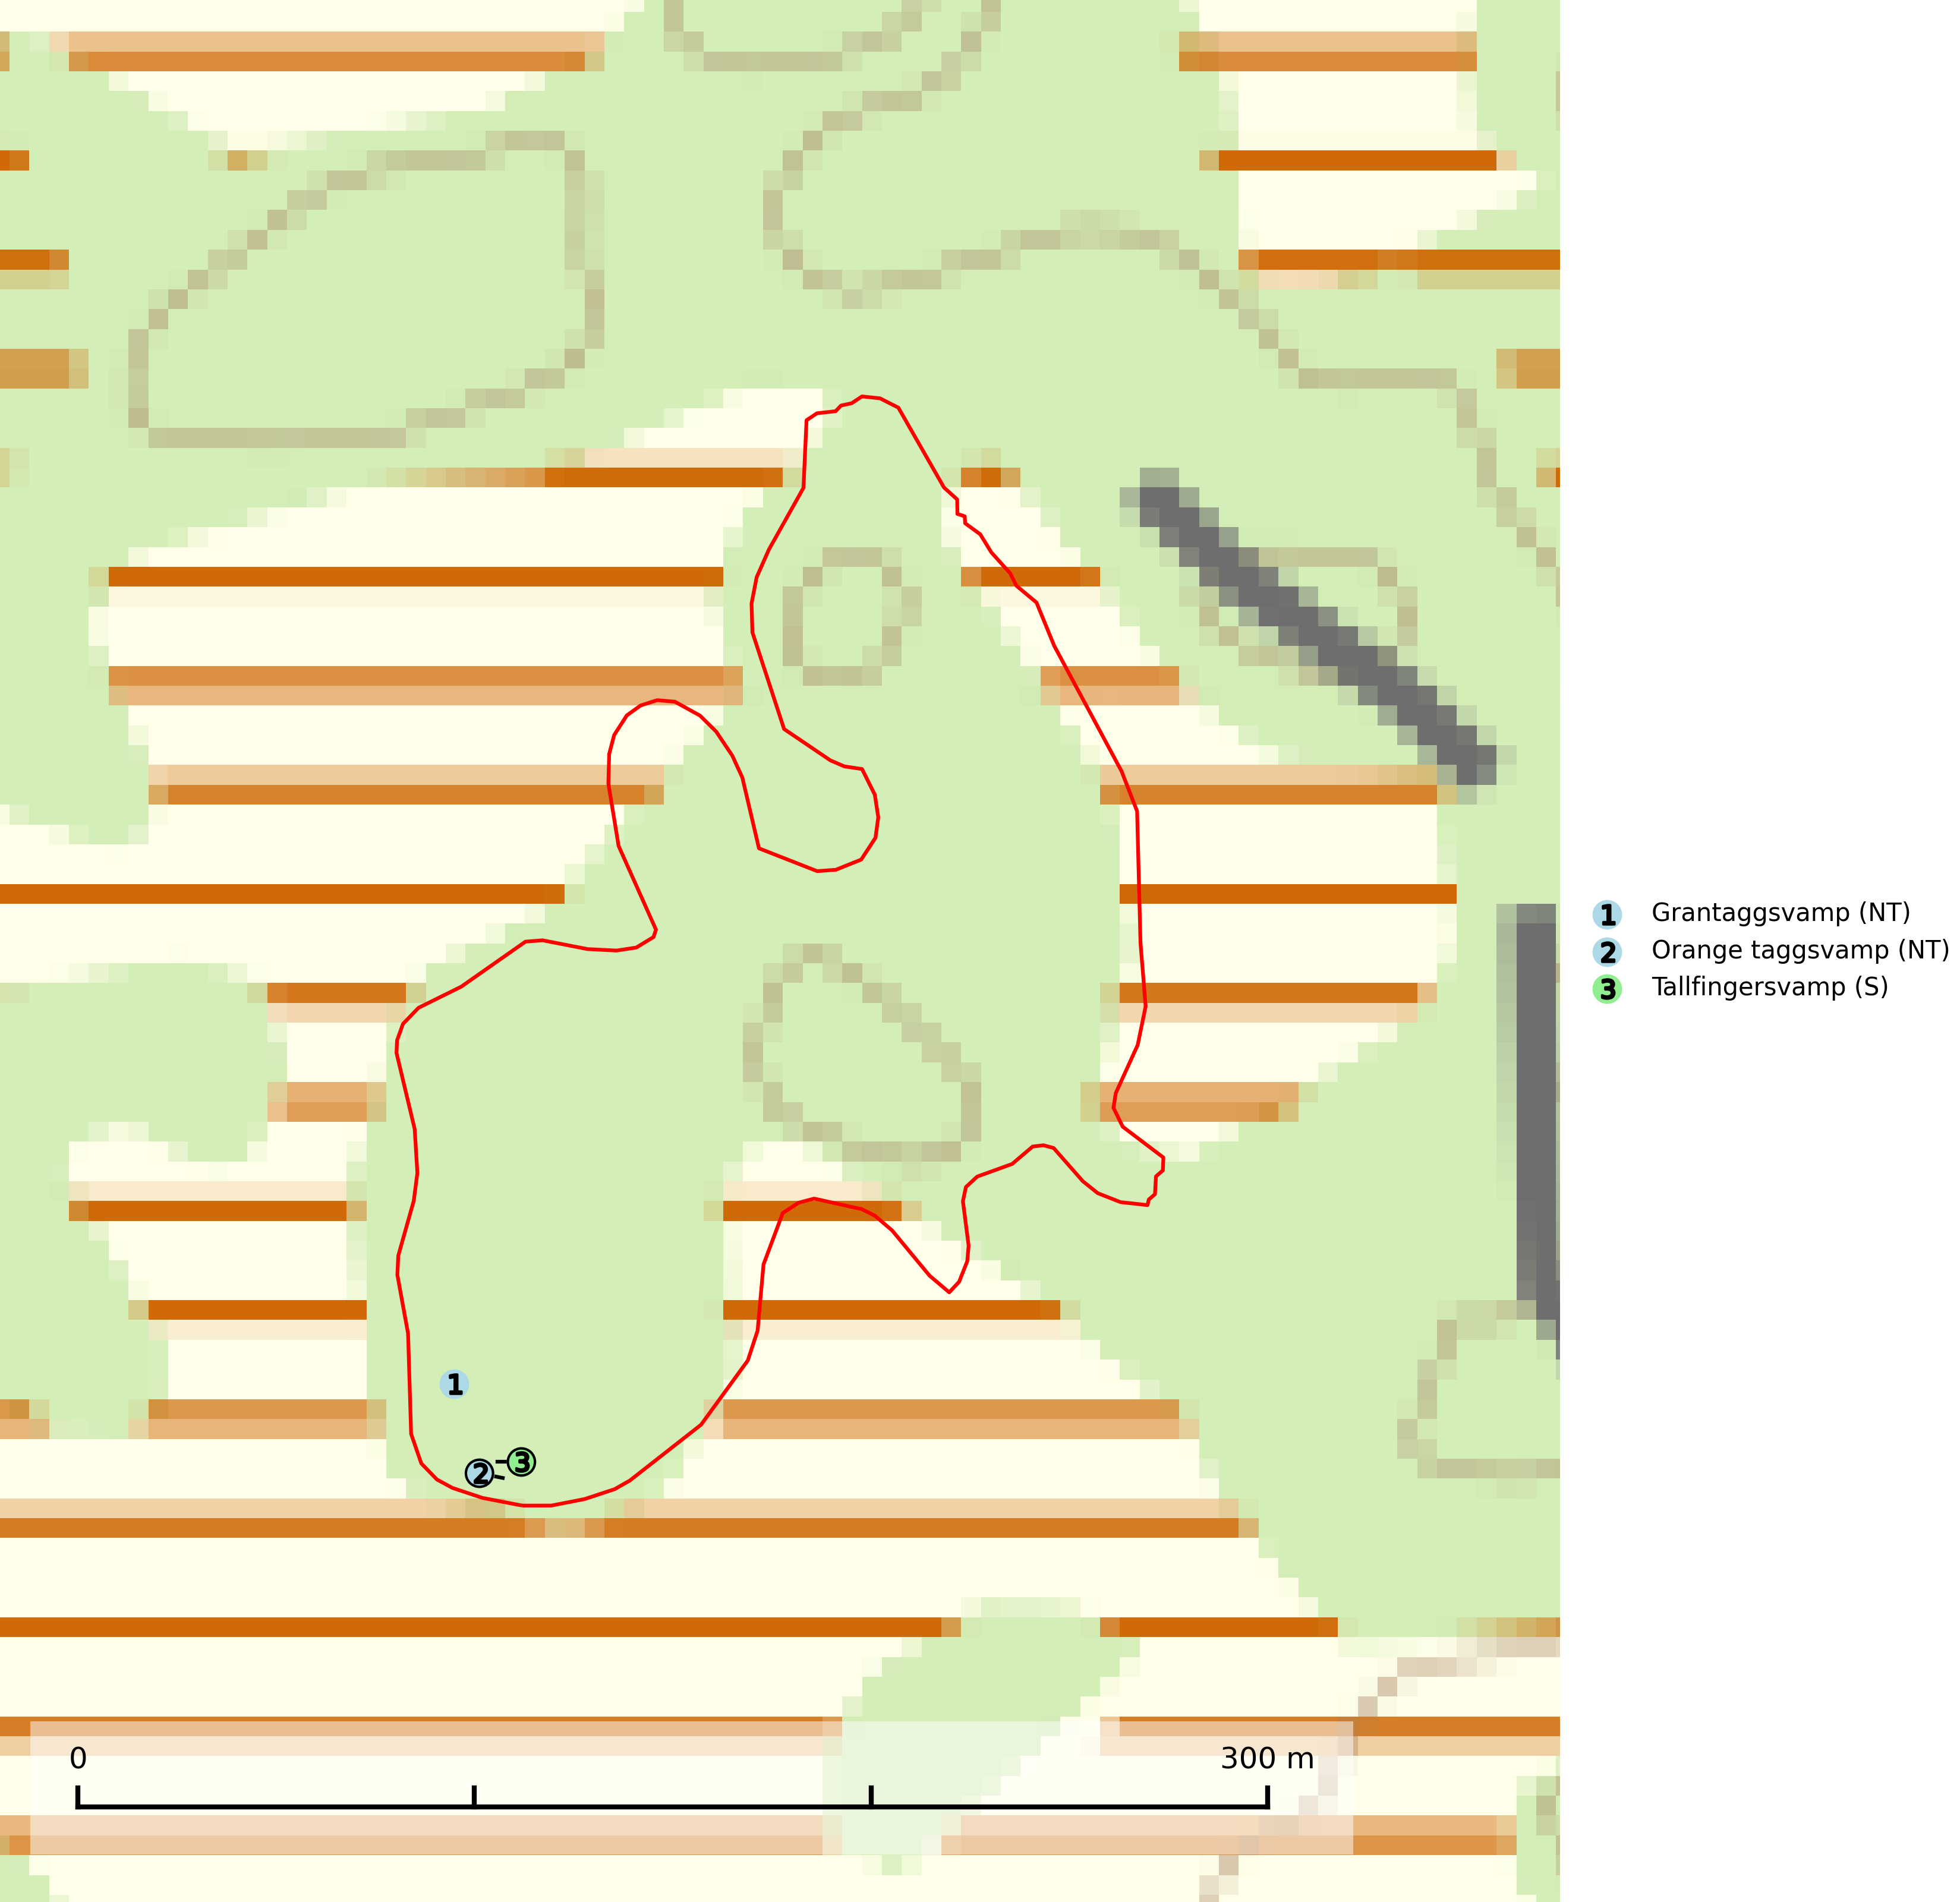 1 Grantaggsvamp (NT)
2 Orange taggsvamp (NT)
3 Tallfingersvamp (S)
1
2 3
0 300 m